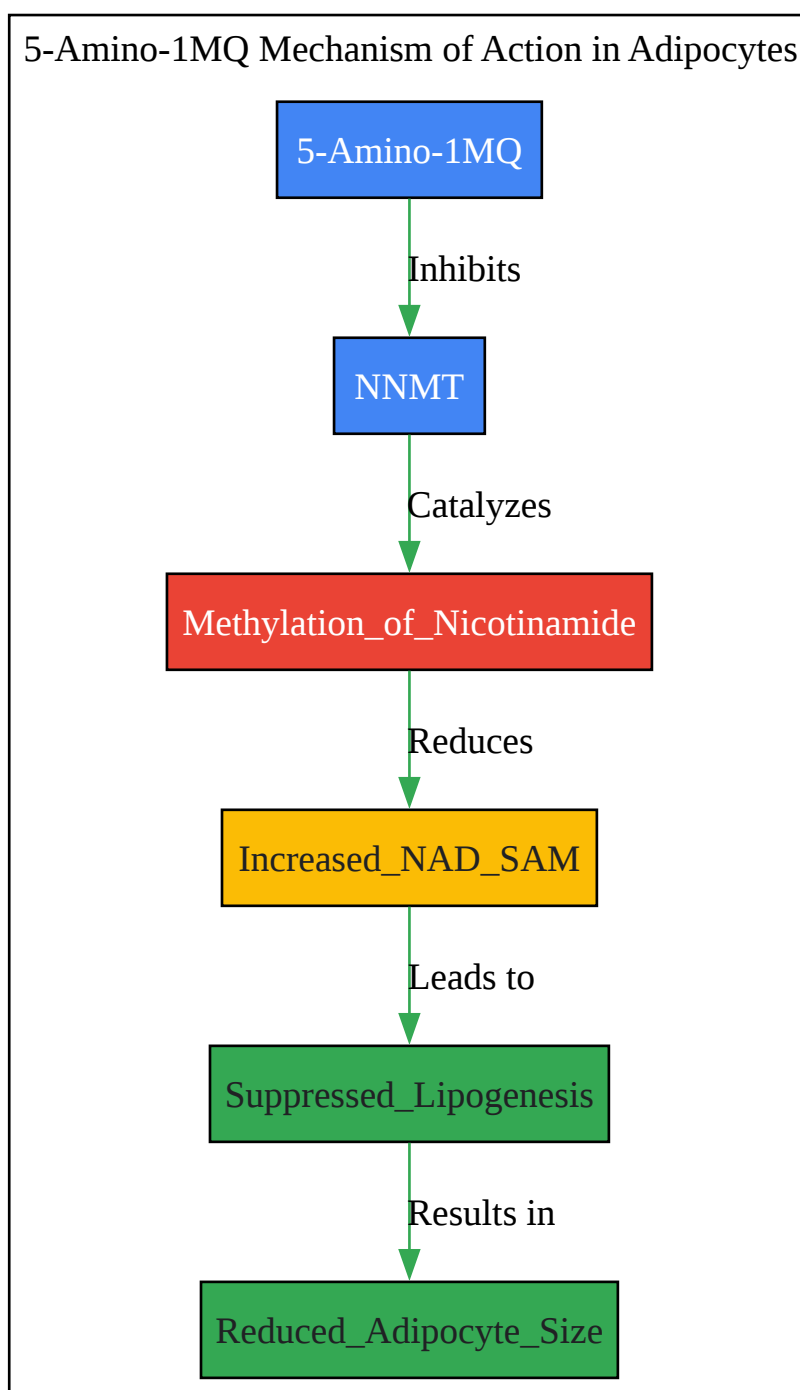 5-Amino-1MQ Mechanism of Action in Adipocytes
5-Amino-1MQ
Inhibits
NNMT
Catalyzes
Methylation_of_Nicotinamide
Reduces
Increased_NAD_SAM
Leads to
Suppressed_Lipogenesis
Results in
Reduced_Adipocyte_Size